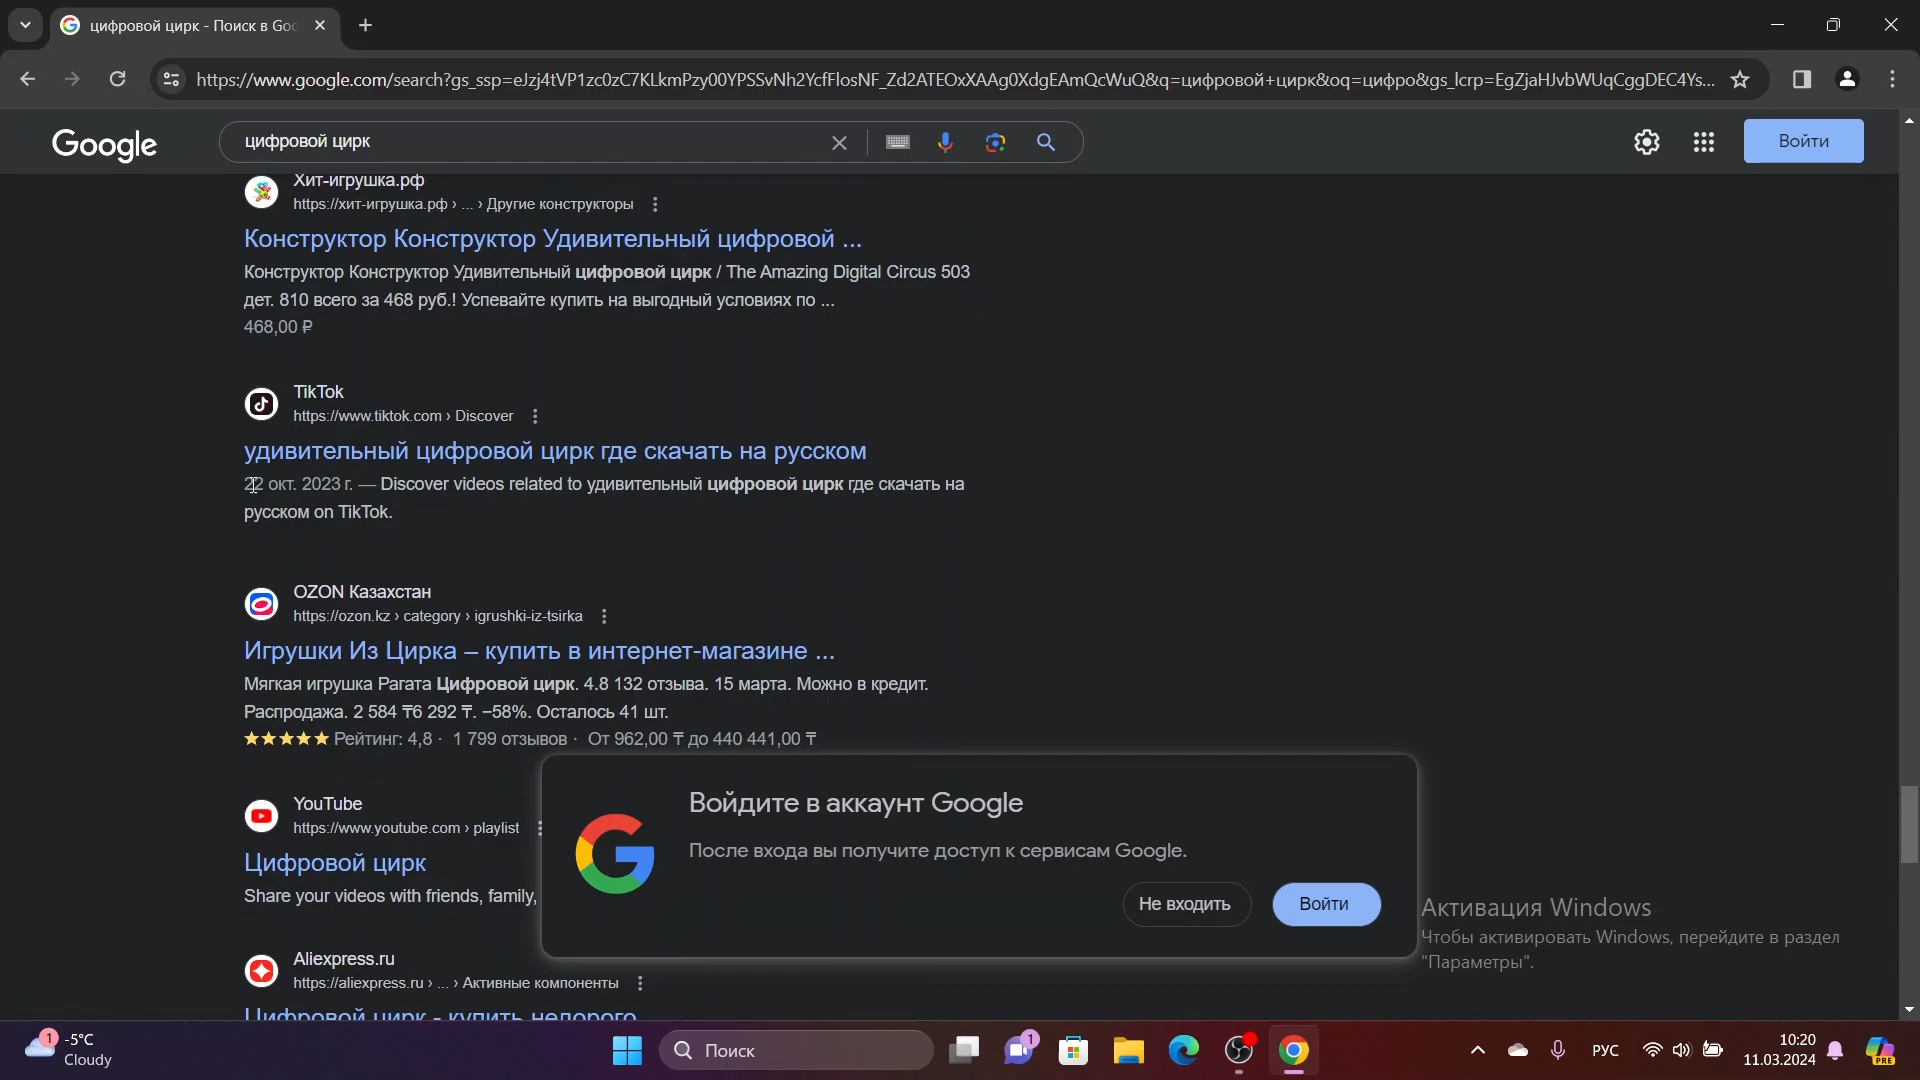 цифровой цирк - Поиск в Goo
https://www.google.com/search?gs_ssp=eJzj4tVP1zc0zC7KLkmPzy00YPSSvNh2YcfFlosNF_Zd2ATEOxXAAg0XdgEAmQcWuQ&q=цифровой+цирк&oq=цифро&gs_lcrp=EgZjaHJvbWUqCggDEC4Ys...
Google
цифровой цирк
Войти
Хит-игрушка.рф
https://хит-игрушка.рф › ... › Другие конструкторы
Конструктор Конструктор Удивительный цифровой ...
Конструктор Конструктор Удивительный цифровой цирк / The Amazing Digital Circus 503
дет. 810 всего за 468 руб.! Успевайте купить на выгодный условиях по ...
468,00 ₽
TikTok
https://www.tiktok.com › Discover
удивительный цифровой цирк где скачать на русском
22 окт. 2023 г. — Discover videos related to удивительный цифровой цирк где скачать на
русском on TikTok.
OZON Казахстан
https://ozon.kz › category › igrushki-iz-tsirka
Игрушки Из Цирка – купить в интернет-магазине ...
Мягкая игрушка Рагата Цифровой цирк. 4.8 132 отзыва. 15 марта. Можно в кредит.
Распродажа. 2 584 ₸6 292 ₸. −58%. Осталось 41 шт.
Рейтинг: 4,8 · 1 799 отзывов · От 962,00 ₸ до 440 441,00 ₸
YouTube
https://www.youtube.com › playlist
Цифровой цирк
Share your videos with friends, family,
Войдите в аккаунт Google
После входа вы получите доступ к сервисам Google.
Не входить
Войти
Активация Windows
Чтобы активировать Windows, перейдите в раздел
"Параметры".
Aliexpress.ru
https://aliexpress.ru › ... › Активные компоненты
Цифровой цирк - купить недорого
1
-5°C
Cloudy
Поиск
1
РУС
10:20
11.03.2024
PRE